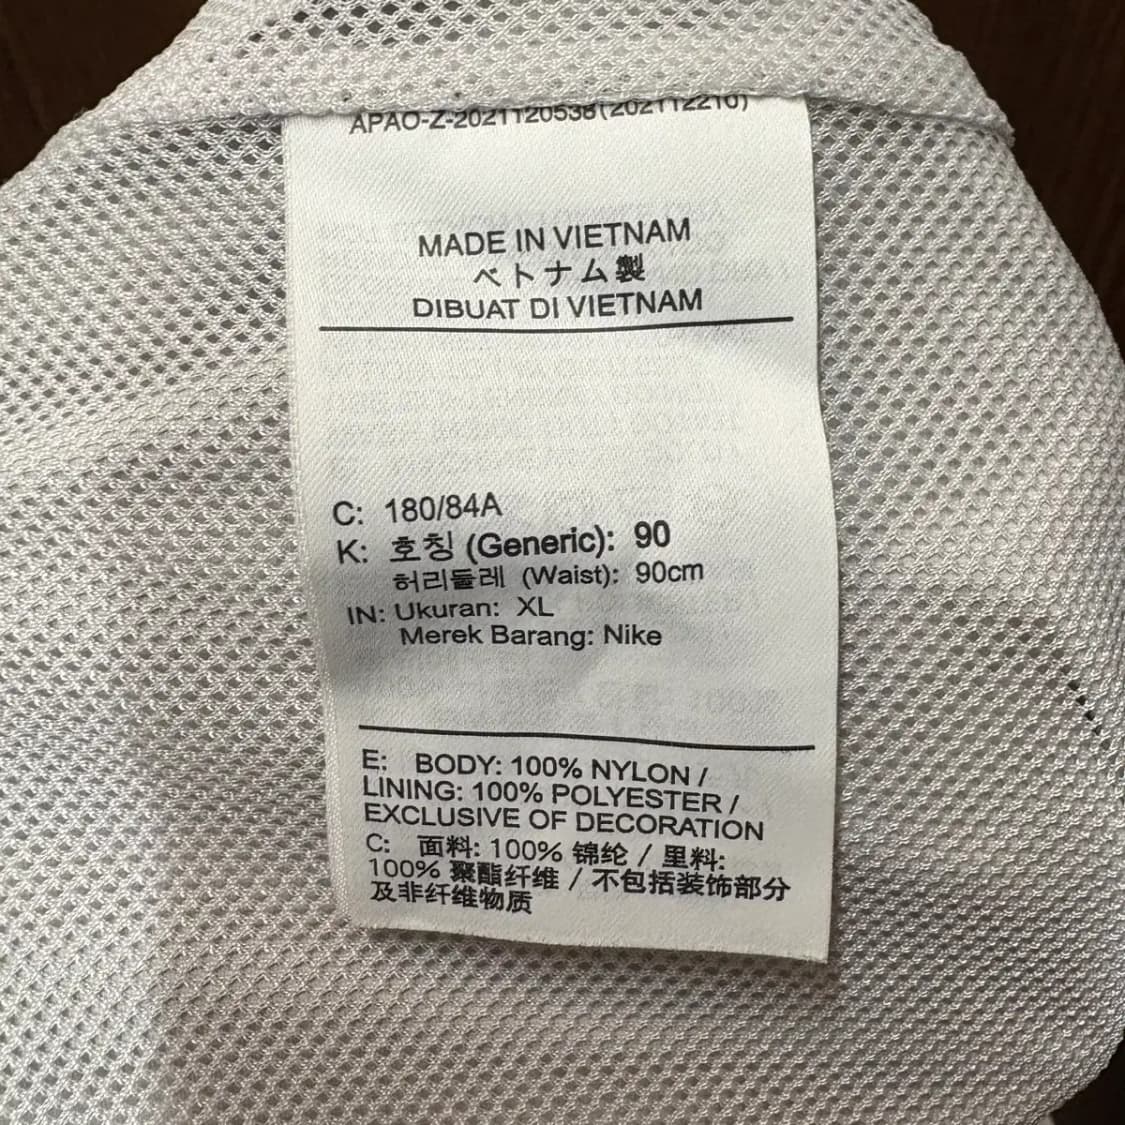 APAO-Z-2021120538(202112210)
MADE IN VIETNAM
ベトナム製
DIBUAT DI VIETNAM
C: 180/84A
K: 호칭 (Generic): 90
허리둘레 (Waist): 90cm
IN: Ukuran: XL
Merek Barang: Nike
E: BODY: 100% NYLON /
LINING: 100% POLYESTER /
EXCLUSIVE OF DECORATION
C: 面料: 100% 锦纶 / 里料:
100% 聚酯纤维 / 不包括装饰部分
及非纤维物质